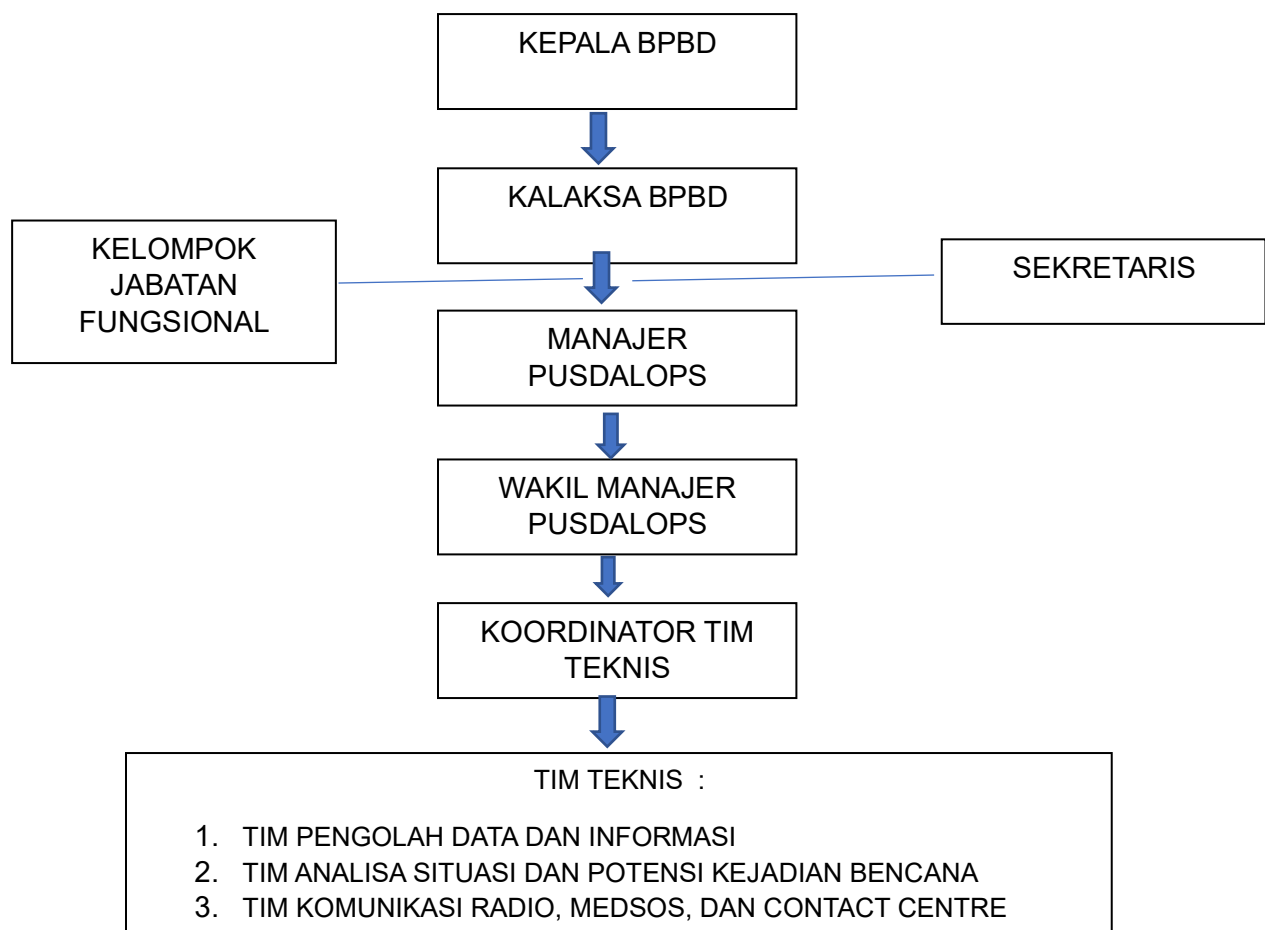 KEPALA BPBD
KALAKSA BPBD
KELOMPOK
JABATAN
FUNGSIONAL
SEKRETARIS
MANAJER
PUSDALOPS
WAKIL MANAJER
PUSDALOPS
KOORDINATOR TIM
TEKNIS
TIM TEKNIS :
1. TIM PENGOLAH DATA DAN INFORMASI
2. TIM ANALISA SITUASI DAN POTENSI KEJADIAN BENCANA
3. TIM KOMUNIKASI RADIO, MEDSOS, DAN CONTACT CENTRE